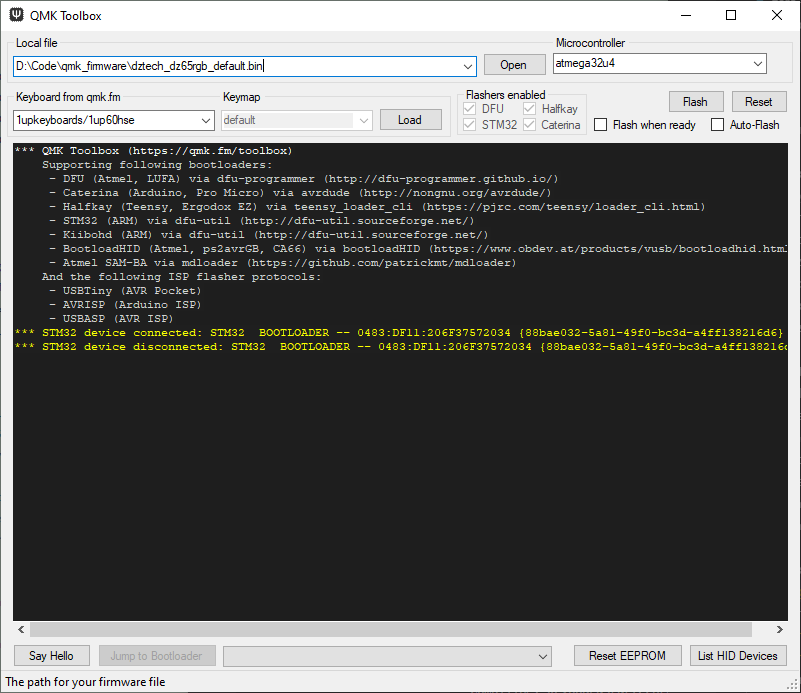 QMK Toolbox
Local file
Microcontroller
D:\Code\qmk_firmware\dztech_dz65rgb_default.bin
Open
atmega32u4
Keyboard from qmk.fm
Keymap
Flashers enabled
1upkeyboards/1up60hse
default
Load
DFU
Halfkay
STM32
Caterina
Flash
Reset
Flash when ready
Auto-Flash
*** QMK Toolbox (https://qmk.fm/toolbox)
Supporting following bootloaders:
- DFU (Atmel, LUFA) via dfu-programmer (http://dfu-programmer.github.io/)
- Caterina (Arduino, Pro Micro) via avrdude (http://nongnu.org/avrdude/)
- Halfkay (Teensy, Ergodox EZ) via teensy_loader_cli (https://pjrc.com/teensy/loader_cli.html)
- STM32 (ARM) via dfu-util (http://dfu-util.sourceforge.net/)
- Kiibohd (ARM) via dfu-util (http://dfu-util.sourceforge.net/)
- BootloadHID (Atmel, ps2avrGB, CA66) via bootloadHID (https://www.obdev.at/products/vusb/bootloadhid.html
- Atmel SAM-BA via mdloader (https://github.com/patrickmt/mdloader)
And the following ISP flasher protocols:
- USBTiny (AVR Pocket)
- AVRISP (Arduino ISP)
- USBASP (AVR ISP)
*** STM32 device connected: STM32  BOOTLOADER -- 0483:DF11:206F37572034 {88bae032-5a81-49f0-bc3d-a4ff138216d6}
*** STM32 device disconnected: STM32  BOOTLOADER -- 0483:DF11:206F37572034 {88bae032-5a81-49f0-bc3d-a4ff138216d
Say Hello
Jump to Bootloader
Reset EEPROM
List HID Devices
The path for your firmware file